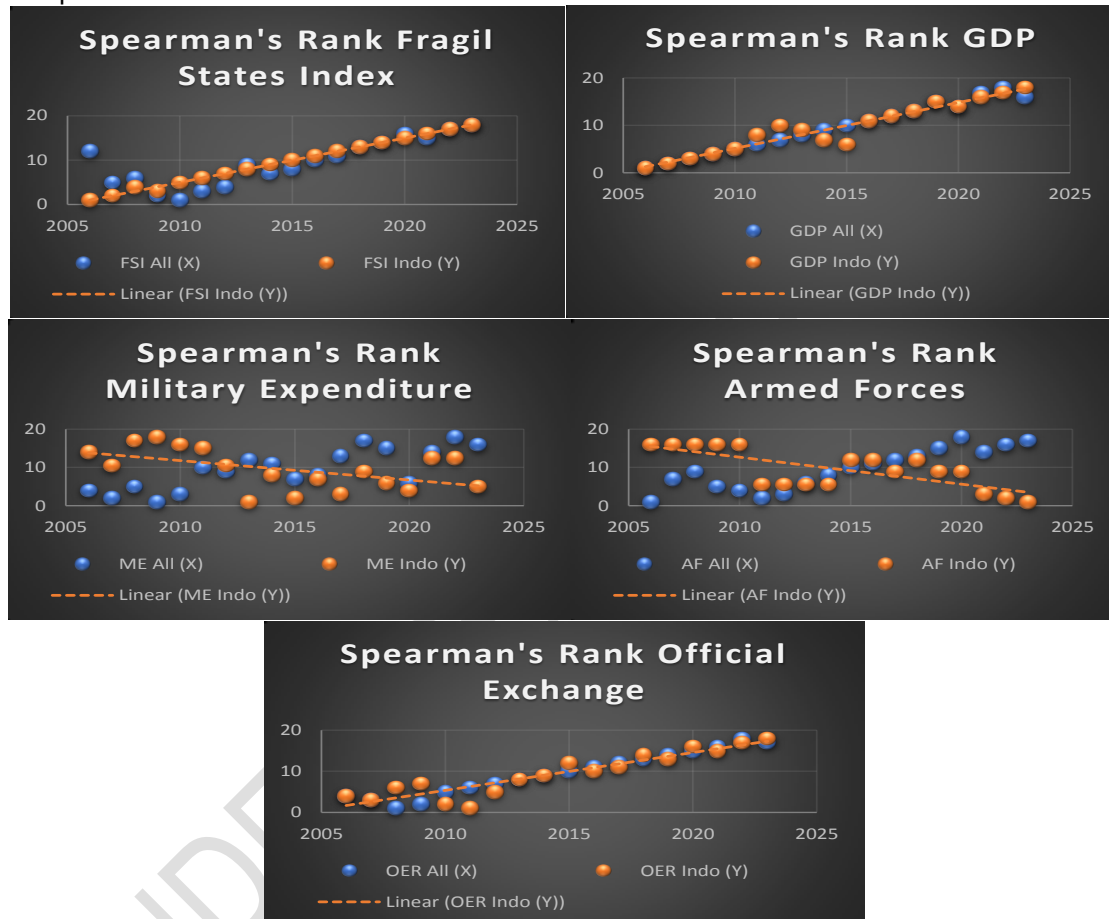 Spearman's Rank Fragil
States Index
20
10
0
2005 2010 2015 2020 2025
FSI All (X) FSI Indo (Y)
Linear (FSI Indo (Y))
Spearman's Rank GDP
20
10
0
2005 2010 2015 2020 2025
GDP All (X)
GDP Indo (Y)
Linear (GDP Indo (Y))
Spearman's Rank
Military Expenditure
20
10
0
2005 2010 2015 2020 2025
ME All (X) ME Indo (Y)
Linear (ME Indo (Y))
Spearman's Rank
Armed Forces
20
10
0
2005 2010 2015 2020 2025
AF All (X) AF Indo (Y)
Linear (AF Indo (Y))
Spearman's Rank Official
Exchange
20
10
0
2005 2010 2015 2020 2025
OER All (X) OER Indo (Y)
Linear (OER Indo (Y))